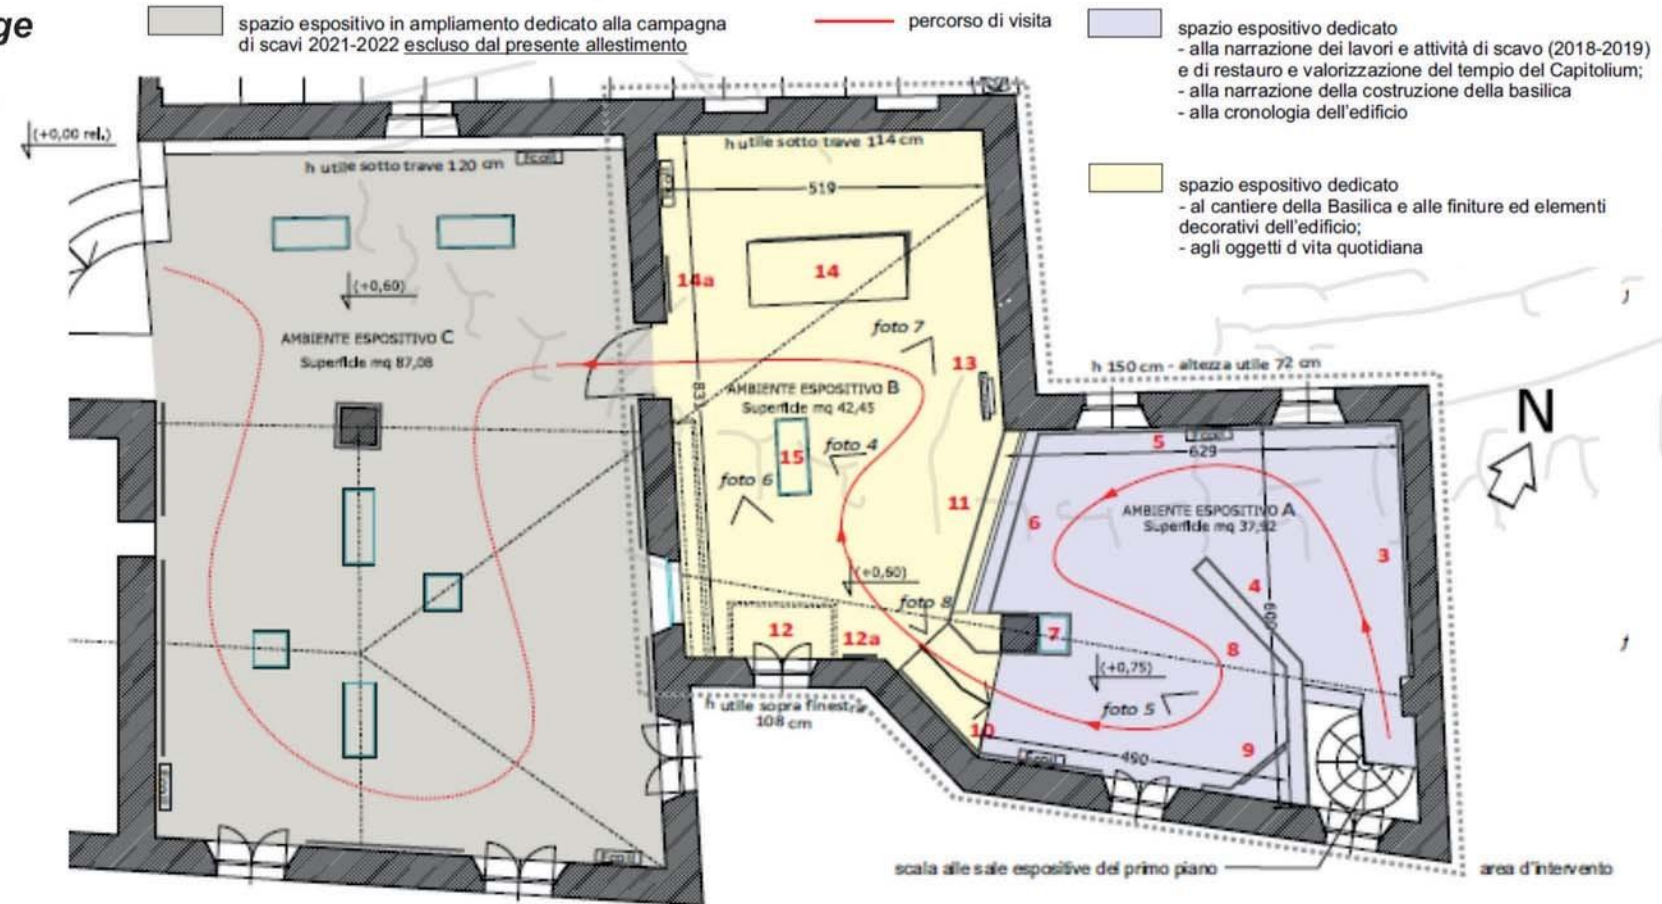 ge
spazio espositivo in ampliamento dedicato alla campagna
di scavi 2021-2022 escluso dal presente allestimento
percorso di visita
spazio espositivo dedicato
- alla narrazione dei lavori e attività di scavo (2018-2019)
e di restauro e valorizzazione del tempio del Capitolium;
- alla narrazione della costruzione della basilica
- alla cronologia dell'edificio
spazio espositivo dedicato
- al cantiere della Basilica e alle finiture ed elementi
decorativi dell'edificio;
- agli oggetti d vita quotidiana
(+0,00 rel.)
h utile sotto trave 120 cm
Fcoil
(+0,60)
AMBIENTE ESPOSITIVO C
Superficie mq 87,08
Fcoil
Fcoil
h utile sotto trave 114 cm
Fcoil
519
14a
14
foto 7
13
AMBIENTE ESPOSITIVO B
Superficie mq 42,45
15
foto 4
foto 6
11
(+0,60)
foto 8
12
12a
10
h utile sopra finestra
108 cm
h 150 cm - altezza utile 72 cm
N
5
Fcoil
629
AMBIENTE ESPOSITIVO A
Superficie mq 37,92
6
3
4
600
7
8
(+0,75)
foto 5
9
490
Fcoil
scala alle sale espositive del primo piano
area d'intervento